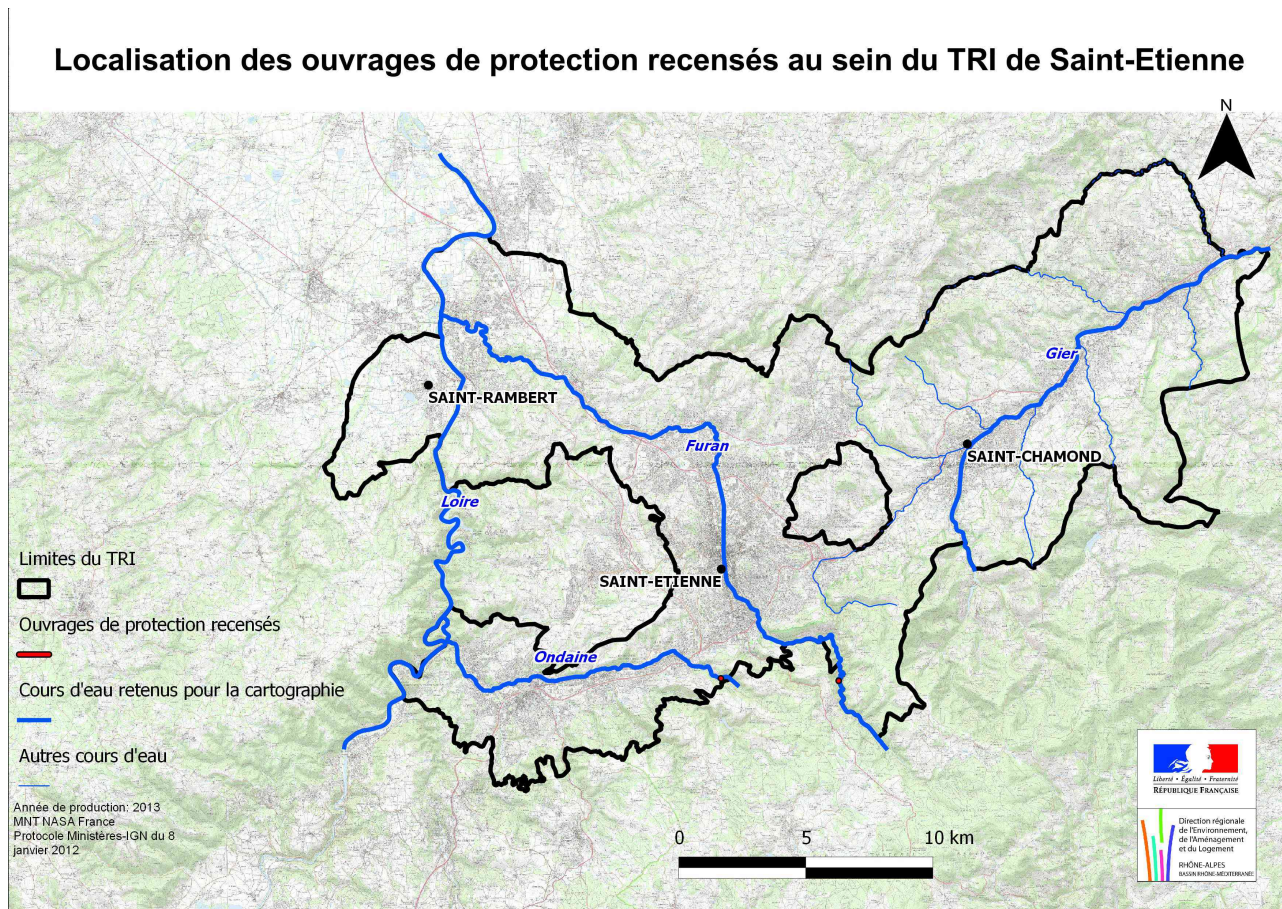 Localisation des ouvrages de protection recensés au sein du TRI de Saint-Etienne
N
Gier
SAINT-RAMBERT
Furan
SAINT-CHAMOND
Loire
Limites du TRI
SAINT-ETIENNE
Ouvrages de protection recensés
Ondaine
Cours d'eau retenus pour la cartographie
Autres cours d'eau
Année de production: 2013
MNT NASA France
Protocole Ministères-IGN du 8
janvier 2012
0 5 10 km
Liberté • Égalité • Fraternité
RÉPUBLIQUE FRANÇAISE
Direction régionale
de l'Environnement,
de l'Aménagement
et du Logement
RHÔNE-ALPES
BASSIN RHÔNE-MÉDITERRANÉE